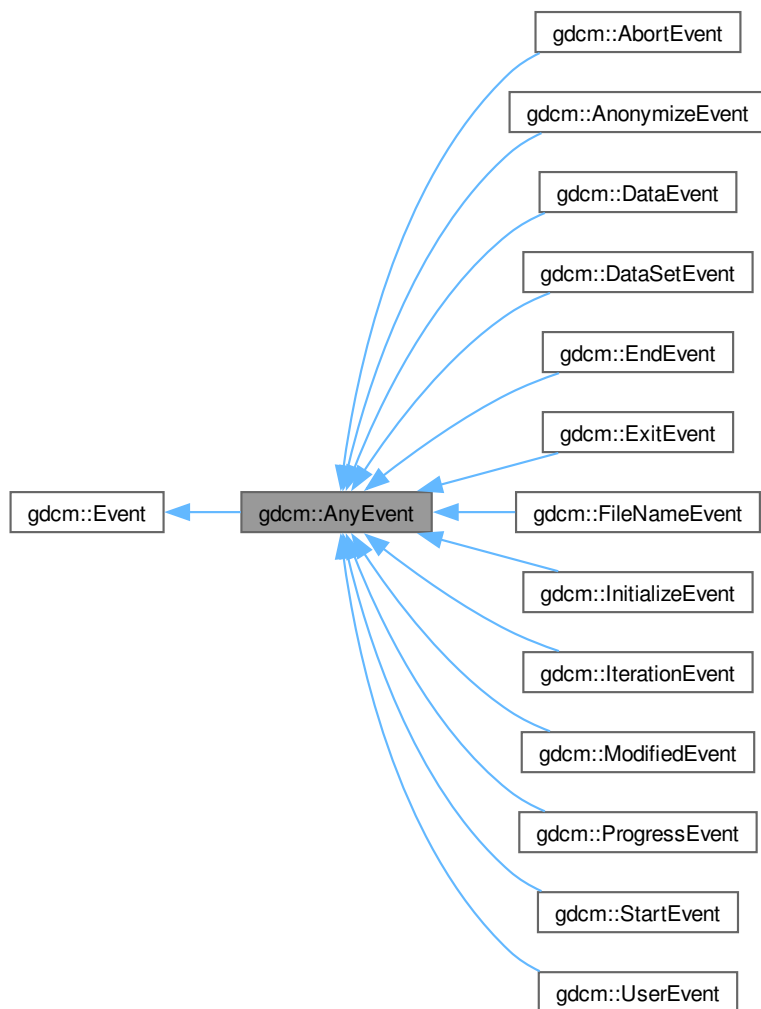 gdcm::AbortEvent
gdcm::AnonymizeEvent
gdcm::DataEvent
gdcm::DataSetEvent
gdcm::EndEvent
gdcm::ExitEvent
gdcm::Event
gdcm::AnyEvent
gdcm::FileNameEvent
gdcm::InitializeEvent
gdcm::IterationEvent
gdcm::ModifiedEvent
gdcm::ProgressEvent
gdcm::StartEvent
gdcm::UserEvent